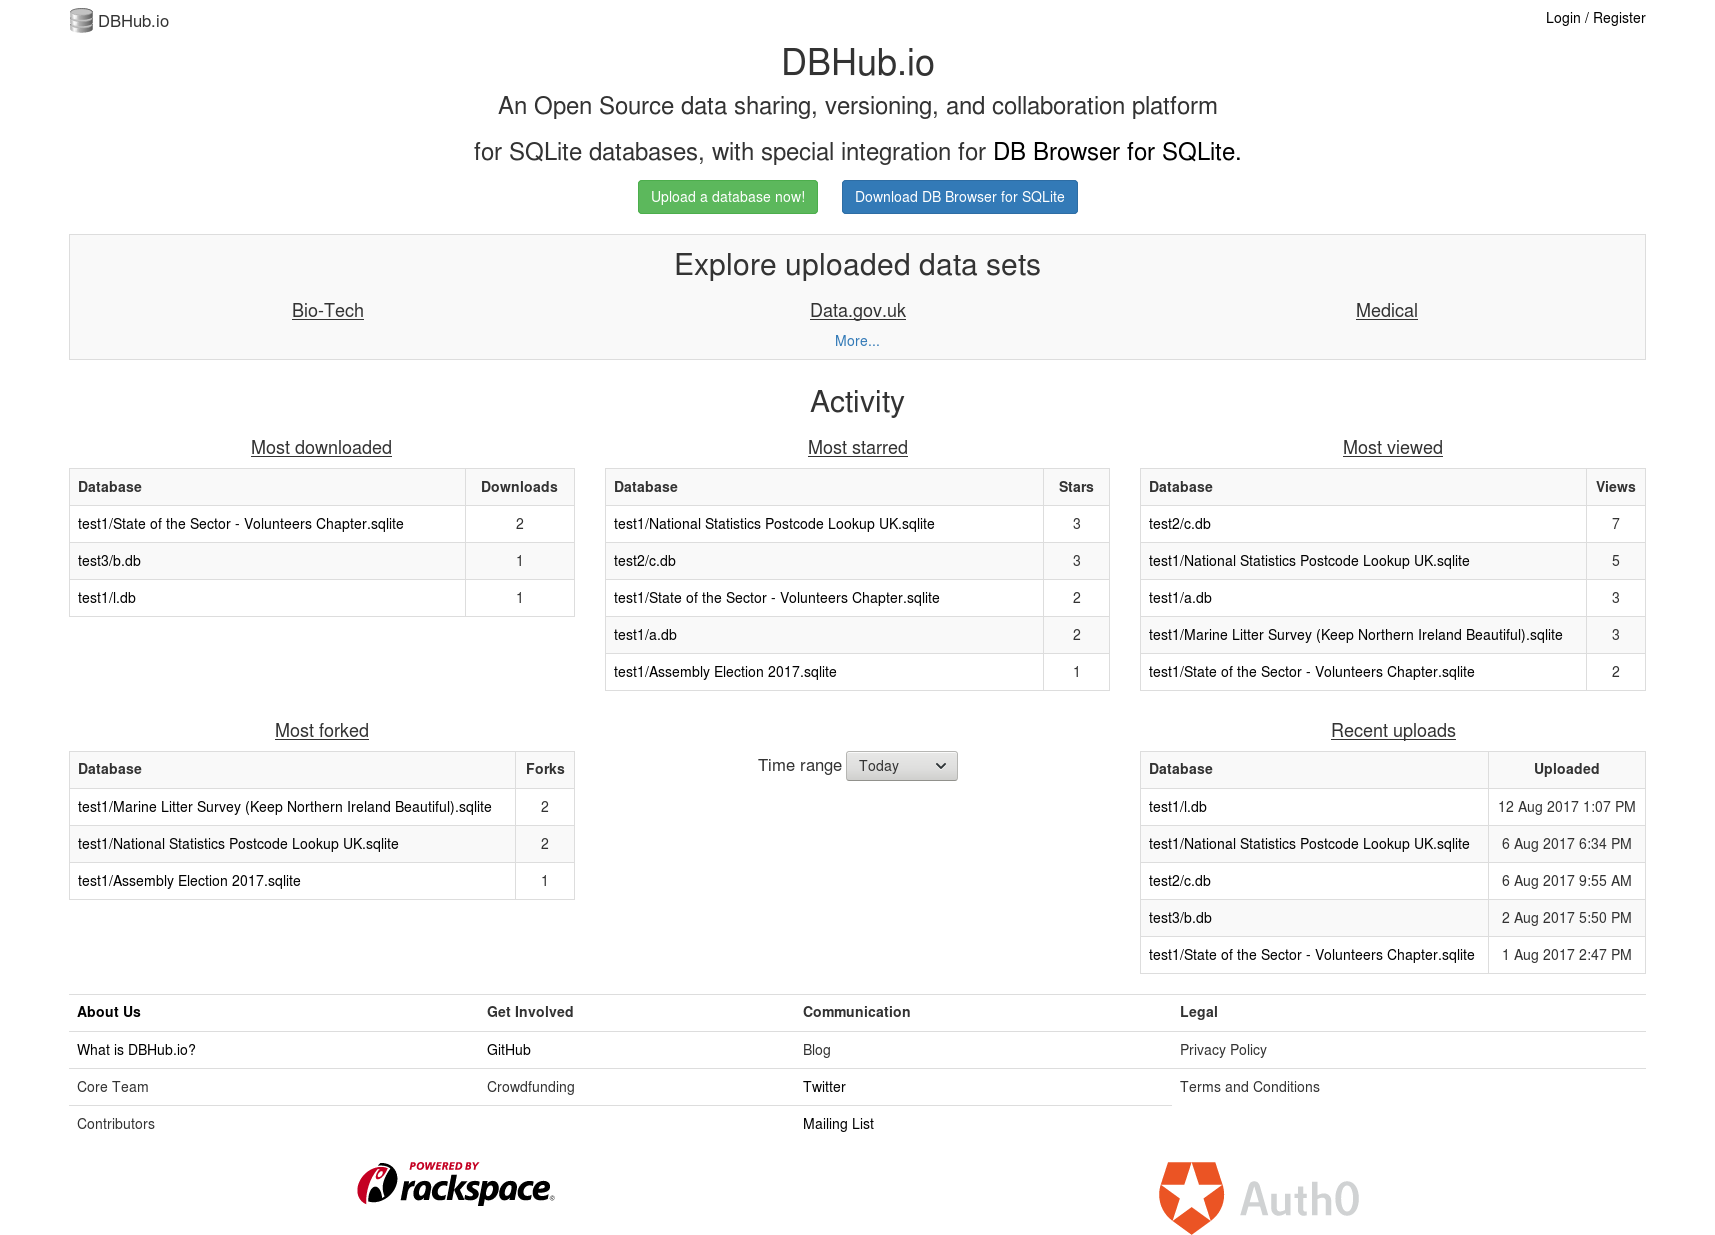 DBHub.io
Login / Register
DBHub.io
An Open Source data sharing, versioning, and collaboration platform
for SQLite databases, with special integration for DB Browser for SQLite.
Upload a database now!
Download DB Browser for SQLite
Explore uploaded data sets
Bio-Tech
Data.gov.uk
Medical
More...
Activity
Most downloaded
Database Downloads
test1/State of the Sector - Volunteers Chapter.sqlite 2
test3/b.db 1
test1/l.db 1
Most starred
Database Stars
test1/National Statistics Postcode Lookup UK.sqlite 3
test2/c.db 3
test1/State of the Sector - Volunteers Chapter.sqlite 2
test1/a.db 2
test1/Assembly Election 2017.sqlite 1
Most viewed
Database Views
test2/c.db 7
test1/National Statistics Postcode Lookup UK.sqlite 5
test1/a.db 3
test1/Marine Litter Survey (Keep Northern Ireland Beautiful).sqlite 3
test1/State of the Sector - Volunteers Chapter.sqlite 2
Most forked
Database Forks
test1/Marine Litter Survey (Keep Northern Ireland Beautiful).sqlite 2
test1/National Statistics Postcode Lookup UK.sqlite 2
test1/Assembly Election 2017.sqlite 1
Time range Today
Recent uploads
Database Uploaded
test1/l.db 12 Aug 2017 1:07 PM
test1/National Statistics Postcode Lookup UK.sqlite 6 Aug 2017 6:34 PM
test2/c.db 6 Aug 2017 9:55 AM
test3/b.db 2 Aug 2017 5:50 PM
test1/State of the Sector - Volunteers Chapter.sqlite 1 Aug 2017 2:47 PM
About Us Get Involved Communication Legal
What is DBHub.io? GitHub Blog Privacy Policy
Core Team Crowdfunding Twitter Terms and Conditions
Contributors Mailing List
POWERED BY
rackspace®
Auth0